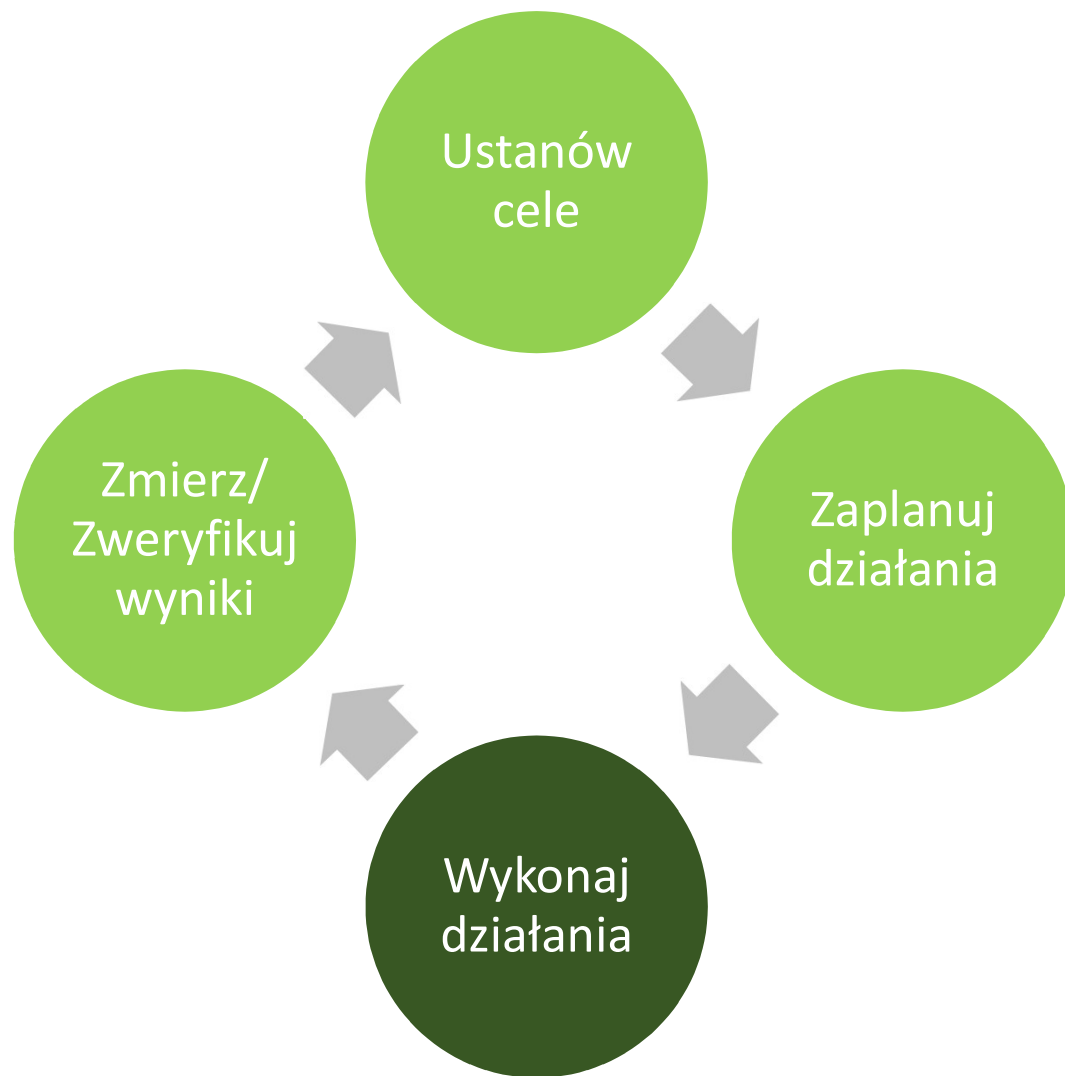 Ustanów
cele
Zaplanuj
działania
Wykonaj
działania
Zmierz/
Zweryfikuj
wyniki